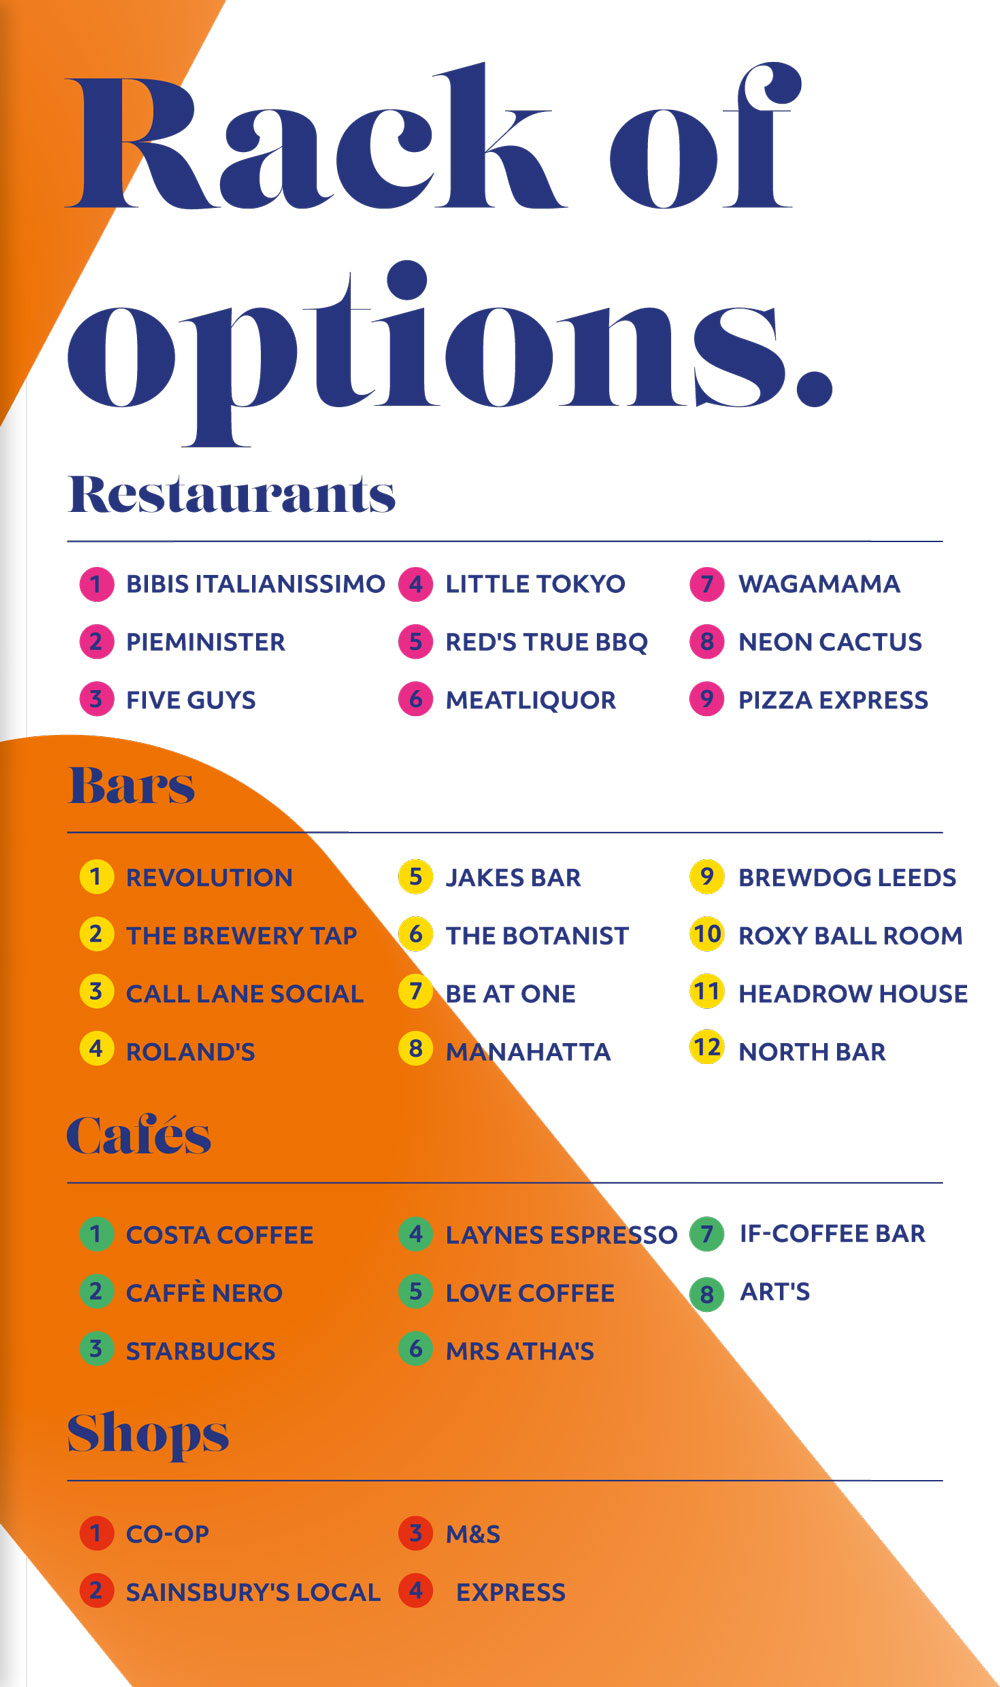 Rack of
options.
Restaurants
1 BIBIS ITALIANISSIMO
2 PIEMINISTER
3 FIVE GUYS
4 LITTLE TOKYO
5 RED'S TRUE BBQ
6 MEATLIQUOR
7 WAGAMAMA
8 NEON CACTUS
9 PIZZA EXPRESS
Bars
1 REVOLUTION
2 THE BREWERY TAP
3 CALL LANE SOCIAL
4 ROLAND'S
5 JAKES BAR
6 THE BOTANIST
7 BE AT ONE
8 MANAHATTA
9 BREWDOG LEEDS
10 ROXY BALL ROOM
11 HEADROW HOUSE
12 NORTH BAR
Cafés
1 COSTA COFFEE
2 CAFFÈ NERO
3 STARBUCKS
4 LAYNES ESPRESSO
5 LOVE COFFEE
6 MRS ATHA'S
7 IF-COFFEE BAR
8 ART'S
Shops
1 CO-OP
2 SAINSBURY'S LOCAL
3 M&S
4 EXPRESS